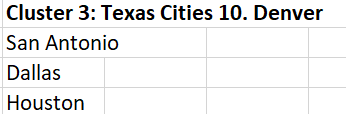 Cluster 3: Texas Cities 10. Denver
San Antonio
Dallas
Houston